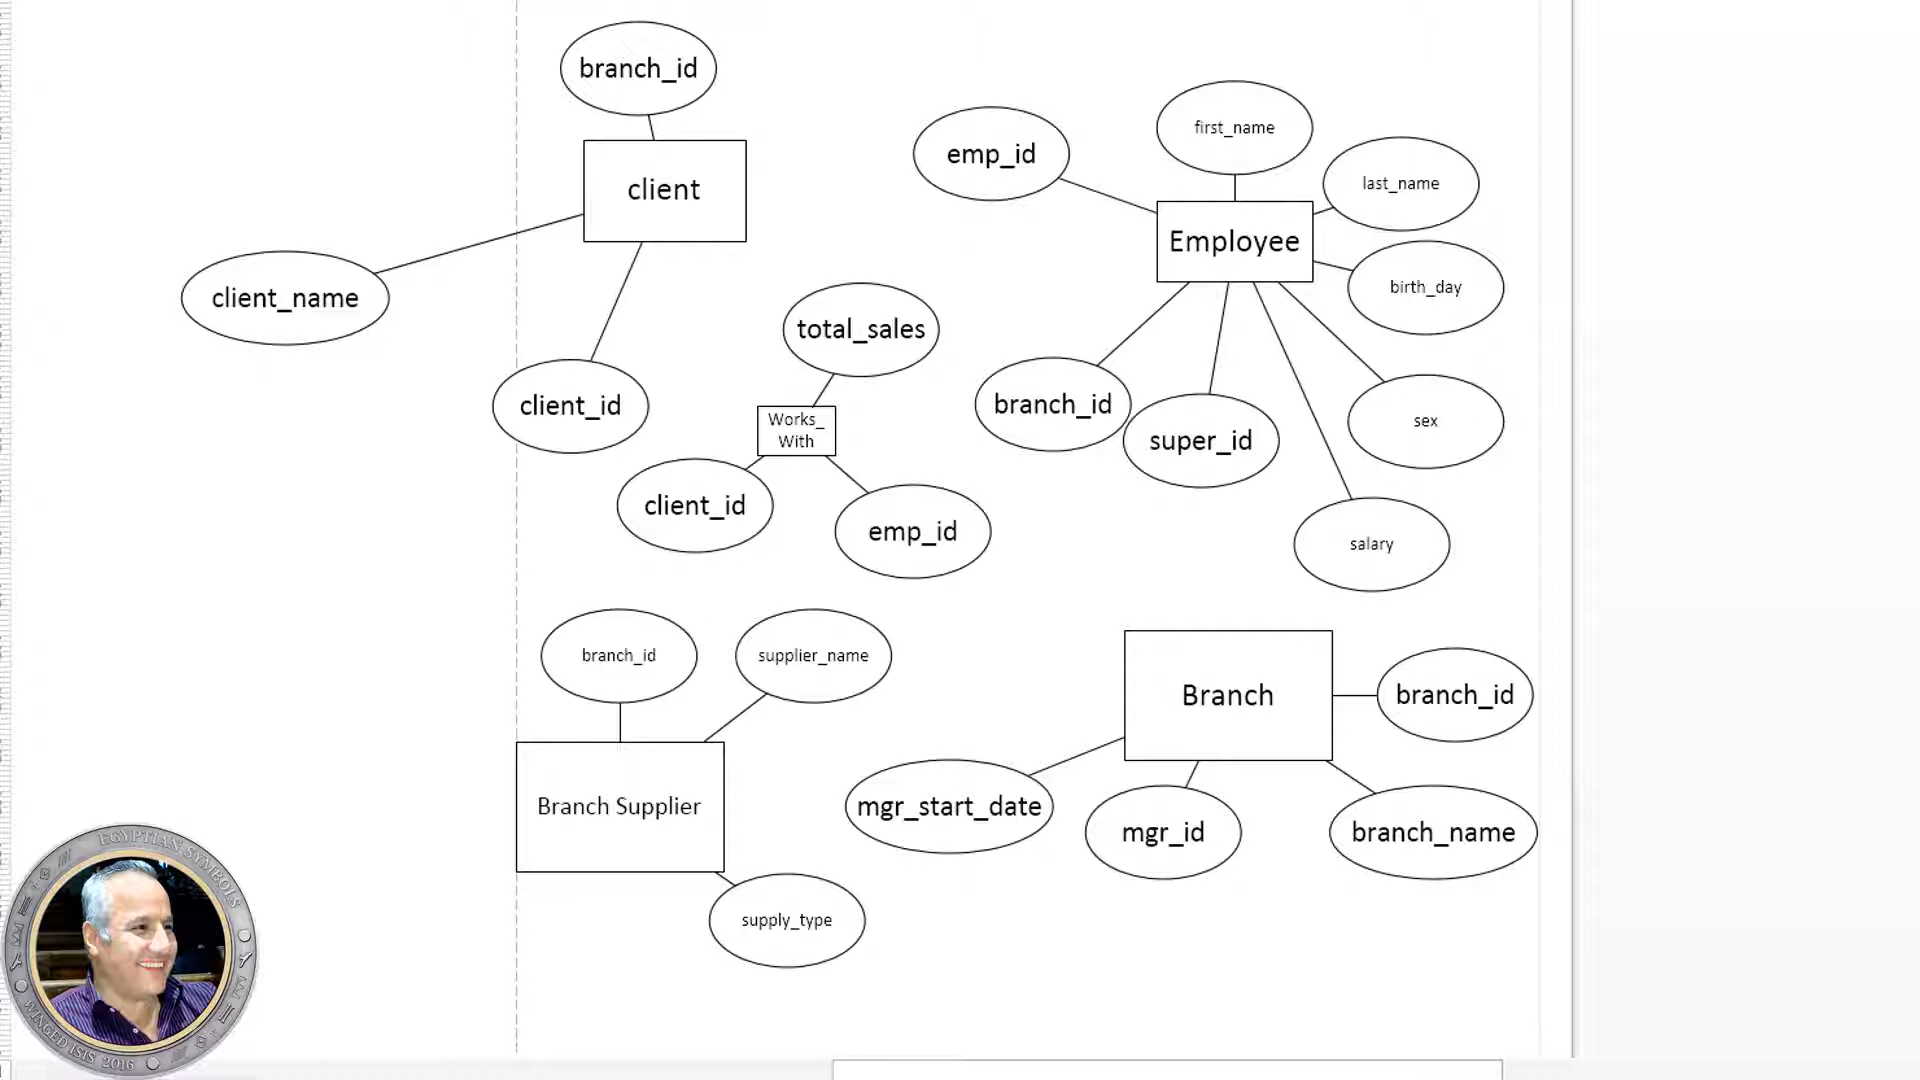 branch_id
client
client_name
client_id
emp_id
first_name
last_name
Employee
birth_day
branch_id
super_id
sex
salary
total_sales
Works_
With
client_id
emp_id
branch_id
supplier_name
Branch Supplier
supply_type
Branch
branch_id
mgr_start_date
mgr_id
branch_name
EGYPTIAN SYMBOLS
WINGED ISIS 2016